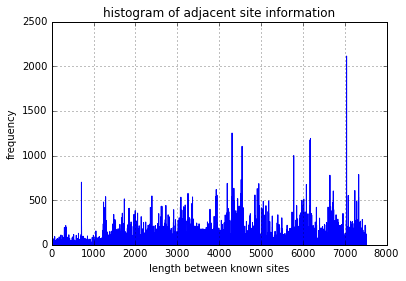 histogram of adjacent site information
2500
2000
1500
1000
500
0
frequency
0 1000 2000 3000 4000 5000 6000 7000 8000
length between known sites